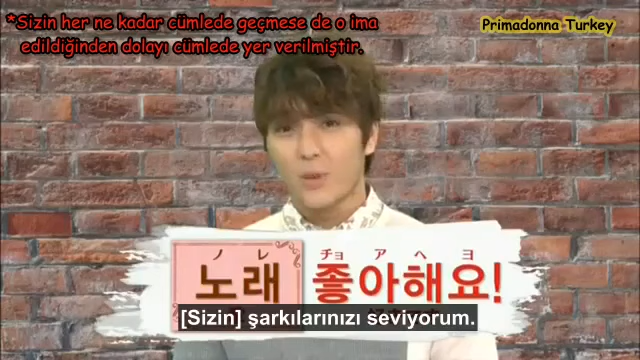 *Sizin her ne kadar cümlede geçmese de o ima
edildiğinden dolayı cümlede yer verilmiştir.
Primadonna Turkey
ノ レ チョ ア ヘ ヨ
노래 좋아해요!
[Sizin] şarkılarınızı seviyorum.